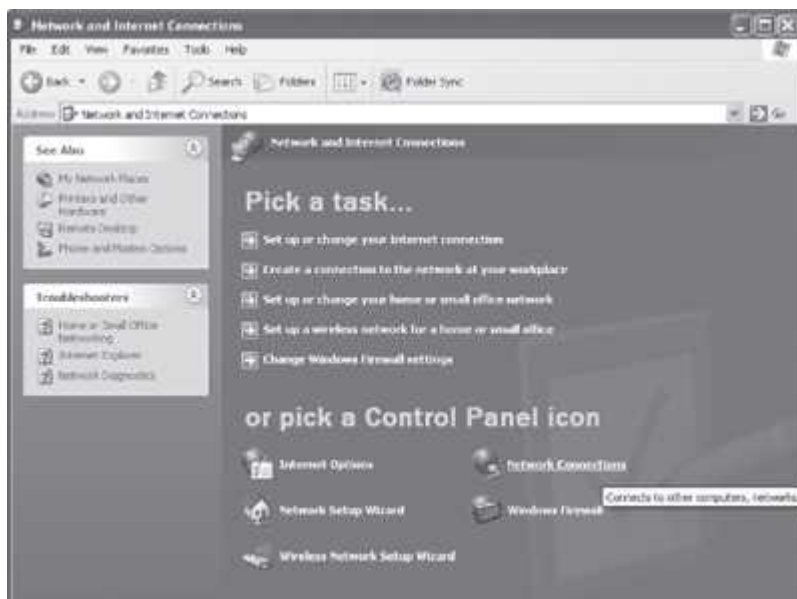 Network and Internet Connections
File Edit View Favorites Tools Help
Back Search Folders Folder Sync
Address Network and Internet Connections Go
See Also
My Network Places
Printers and Other
Hardware
Remote Desktop
Phone and Modem Options
Troubleshooters
Home or Small Office
Networking
Internet Explorer
Network Diagnostics
Network and Internet Connections
Pick a task...
Set up or change your Internet connection
Create a connection to the network at your workplace
Set up or change your home or small office network
Set up a wireless network for a home or small office
Change Windows Firewall settings
or pick a Control Panel icon
Internet Options
Network Connections
Connects to other computers, networks,
Network Setup Wizard
Windows Firewall
Wireless Network Setup Wizard